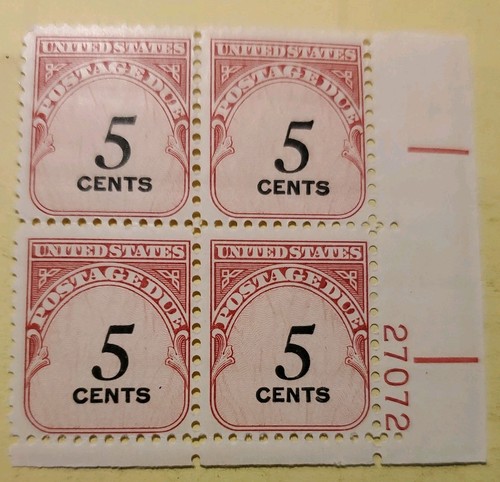 UNITED STATES
POSTAGE DUE
5
CENTS
UNITED STATES
POSTAGE DUE
5
CENTS
UNITED STATES
POSTAGE DUE
5
CENTS
UNITED STATES
POSTAGE DUE
5
CENTS
27072